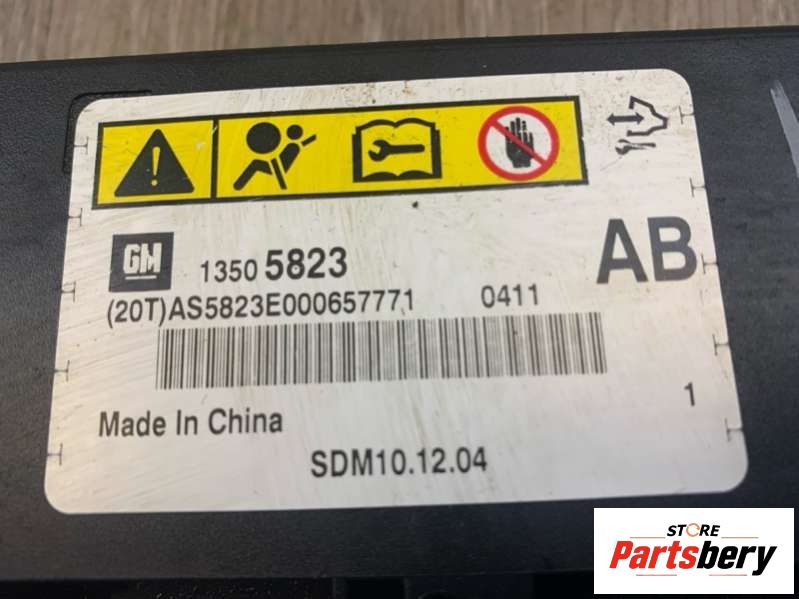 GM
1350 5823
AB
(20T)AS5823E000657771 0411
Made In China
1
SDM10.12.04
STORE
Partsbery